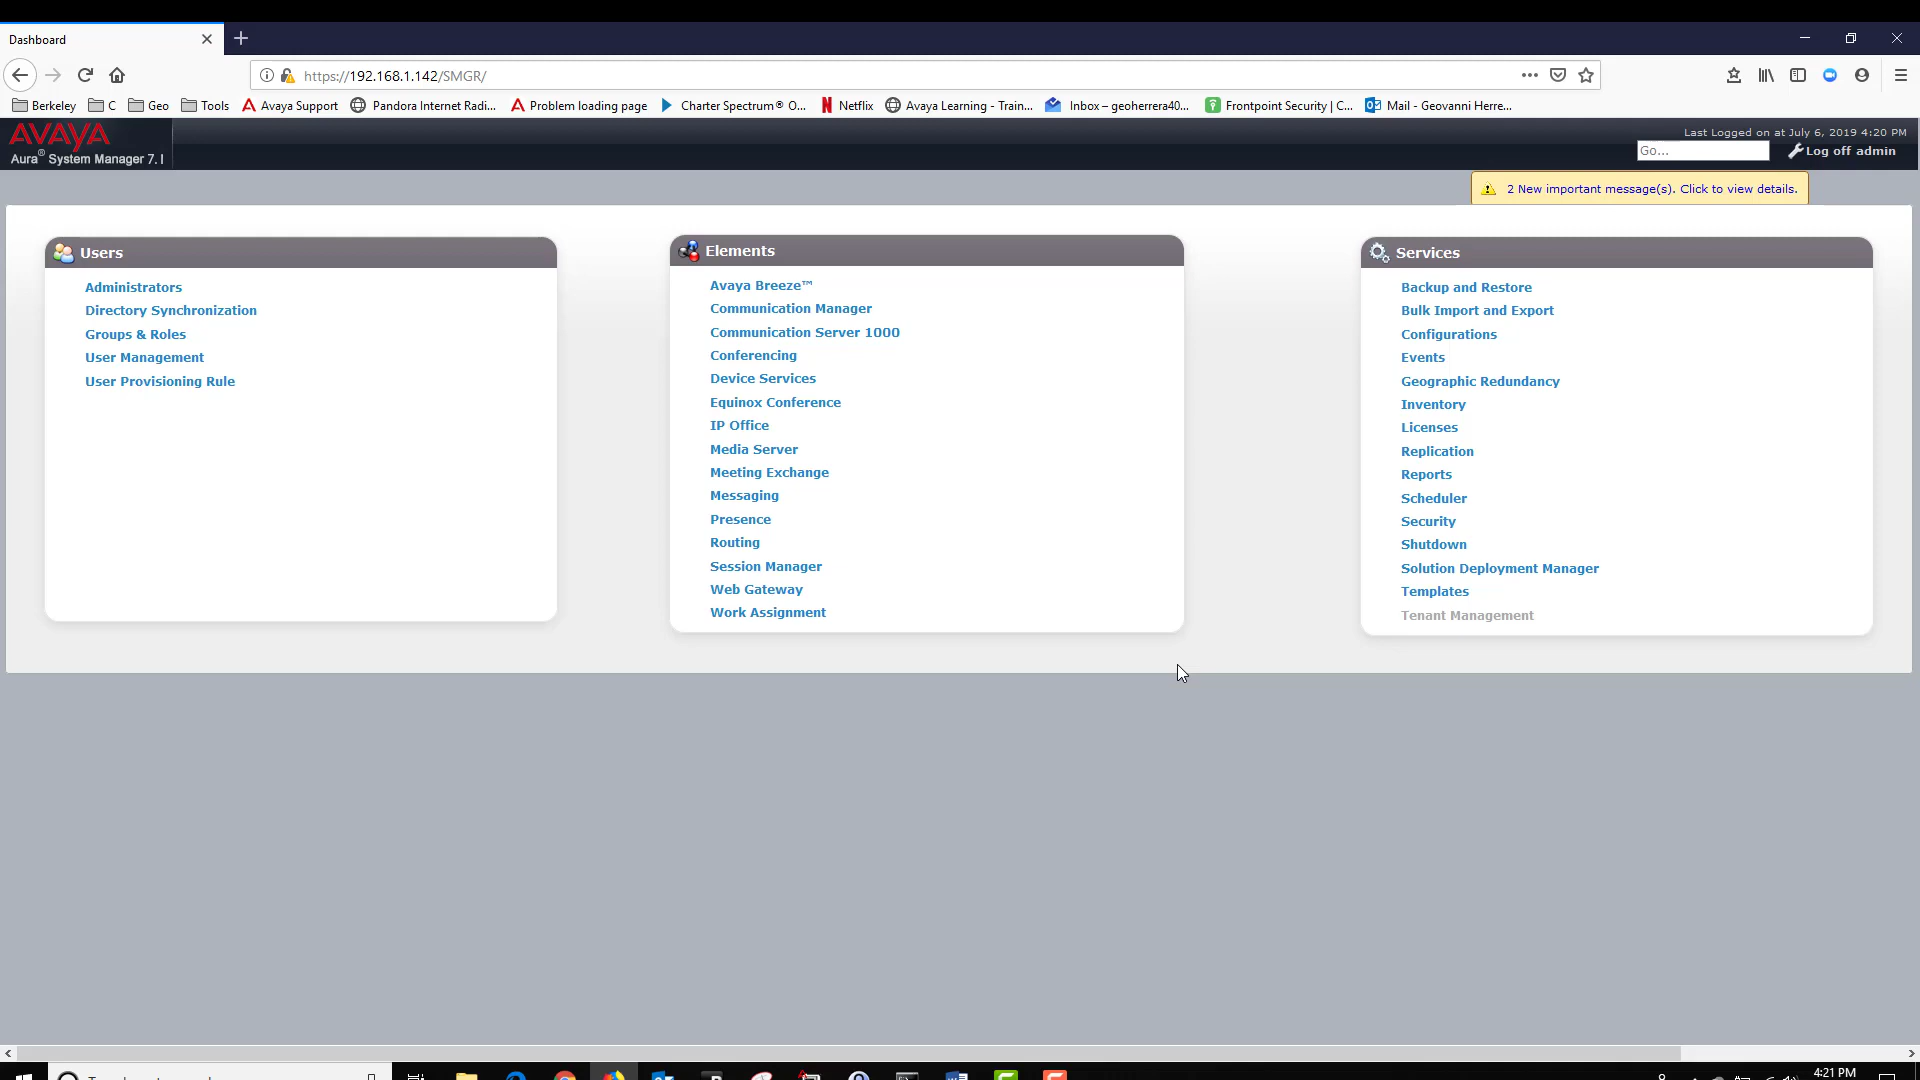 Dashboard
https://192.168.1.142/SMGR/
Berkeley C Geo Tools Avaya Support Pandora Internet Radi... Problem loading page Charter Spectrum® O... Netflix Avaya Learning - Train... Inbox – geoherrera40... Frontpoint Security | C... Mail - Geovanni Herre...
AVAYA
Aura® System Manager 7.1
Last Logged on at July 6, 2019 4:20 PM
Go... Log off admin
2 New important message(s). Click to view details.
Users
Administrators
Directory Synchronization
Groups & Roles
User Management
User Provisioning Rule
Elements
Avaya Breeze™
Communication Manager
Communication Server 1000
Conferencing
Device Services
Equinox Conference
IP Office
Media Server
Meeting Exchange
Messaging
Presence
Routing
Session Manager
Web Gateway
Work Assignment
Services
Backup and Restore
Bulk Import and Export
Configurations
Events
Geographic Redundancy
Inventory
Licenses
Replication
Reports
Scheduler
Security
Shutdown
Solution Deployment Manager
Templates
Tenant Management
4:21 PM